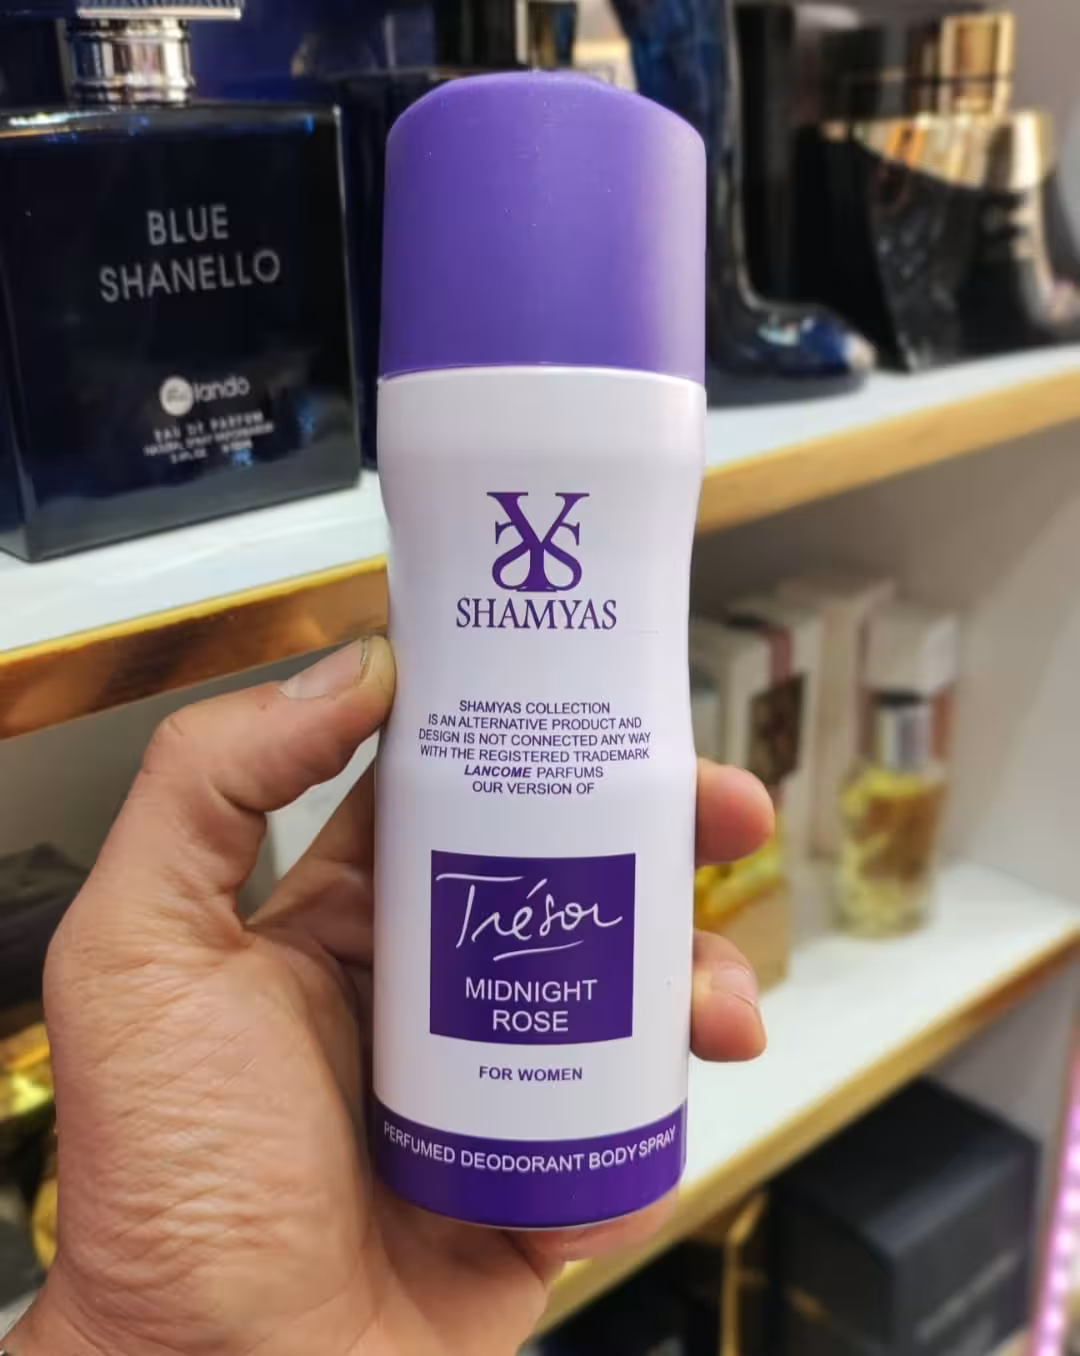 BLUE
SHANELLO
lando
EAU DE PARFUM
SHAMYAS
SHAMYAS COLLECTION
IS AN ALTERNATIVE PRODUCT AND
DESIGN IS NOT CONNECTED ANY WAY
WITH THE REGISTERED TRADEMARK
LANCOME PARFUMS
OUR VERSION OF
Trésor
MIDNIGHT
ROSE
FOR WOMEN
PERFUMED DEODORANT BODY SPRAY